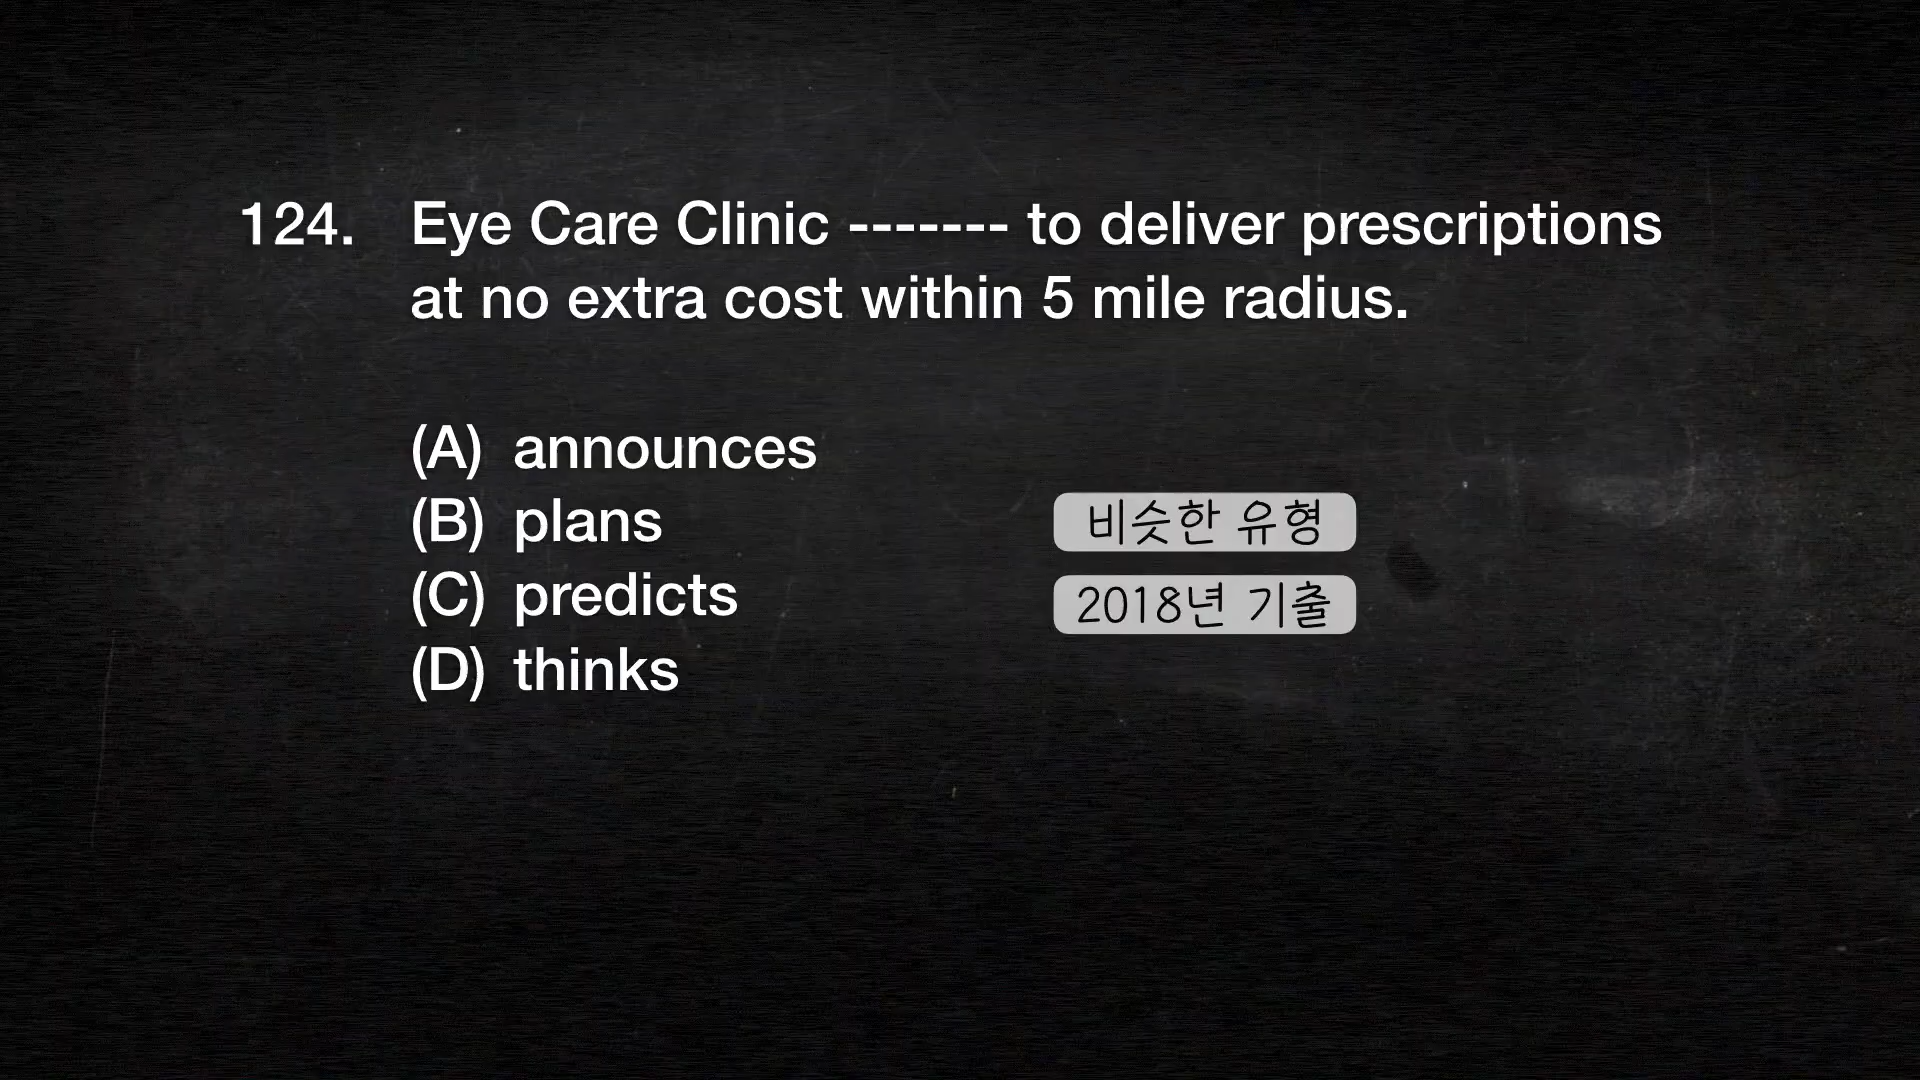 124. Eye Care Clinic ------- to deliver prescriptions
at no extra cost within 5 mile radius.
(A) announces
(B) plans
(C) predicts
(D) thinks
비슷한 유형
2018년 기출